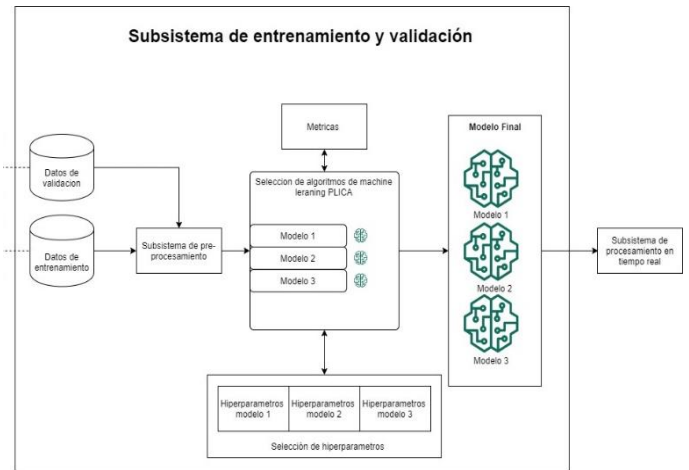 Subsistema de entrenamiento y validación
Metricas
Modelo Final
Datos de
validacion
Seleccion de algoritmos de machine
leraning PLICA
Modelo 1
Modelo 1
Datos de
entrenamiento
Subsistema de pre-
procesamiento
Modelo 2
Modelo 3
Modelo 2
Subsistema de
procesamiento en
tiempo real
Modelo 3
Hiperparametros
modelo 1
Hiperparametros
modelo 2
Hiperparametros
modelo 3
Selección de hiperparametros